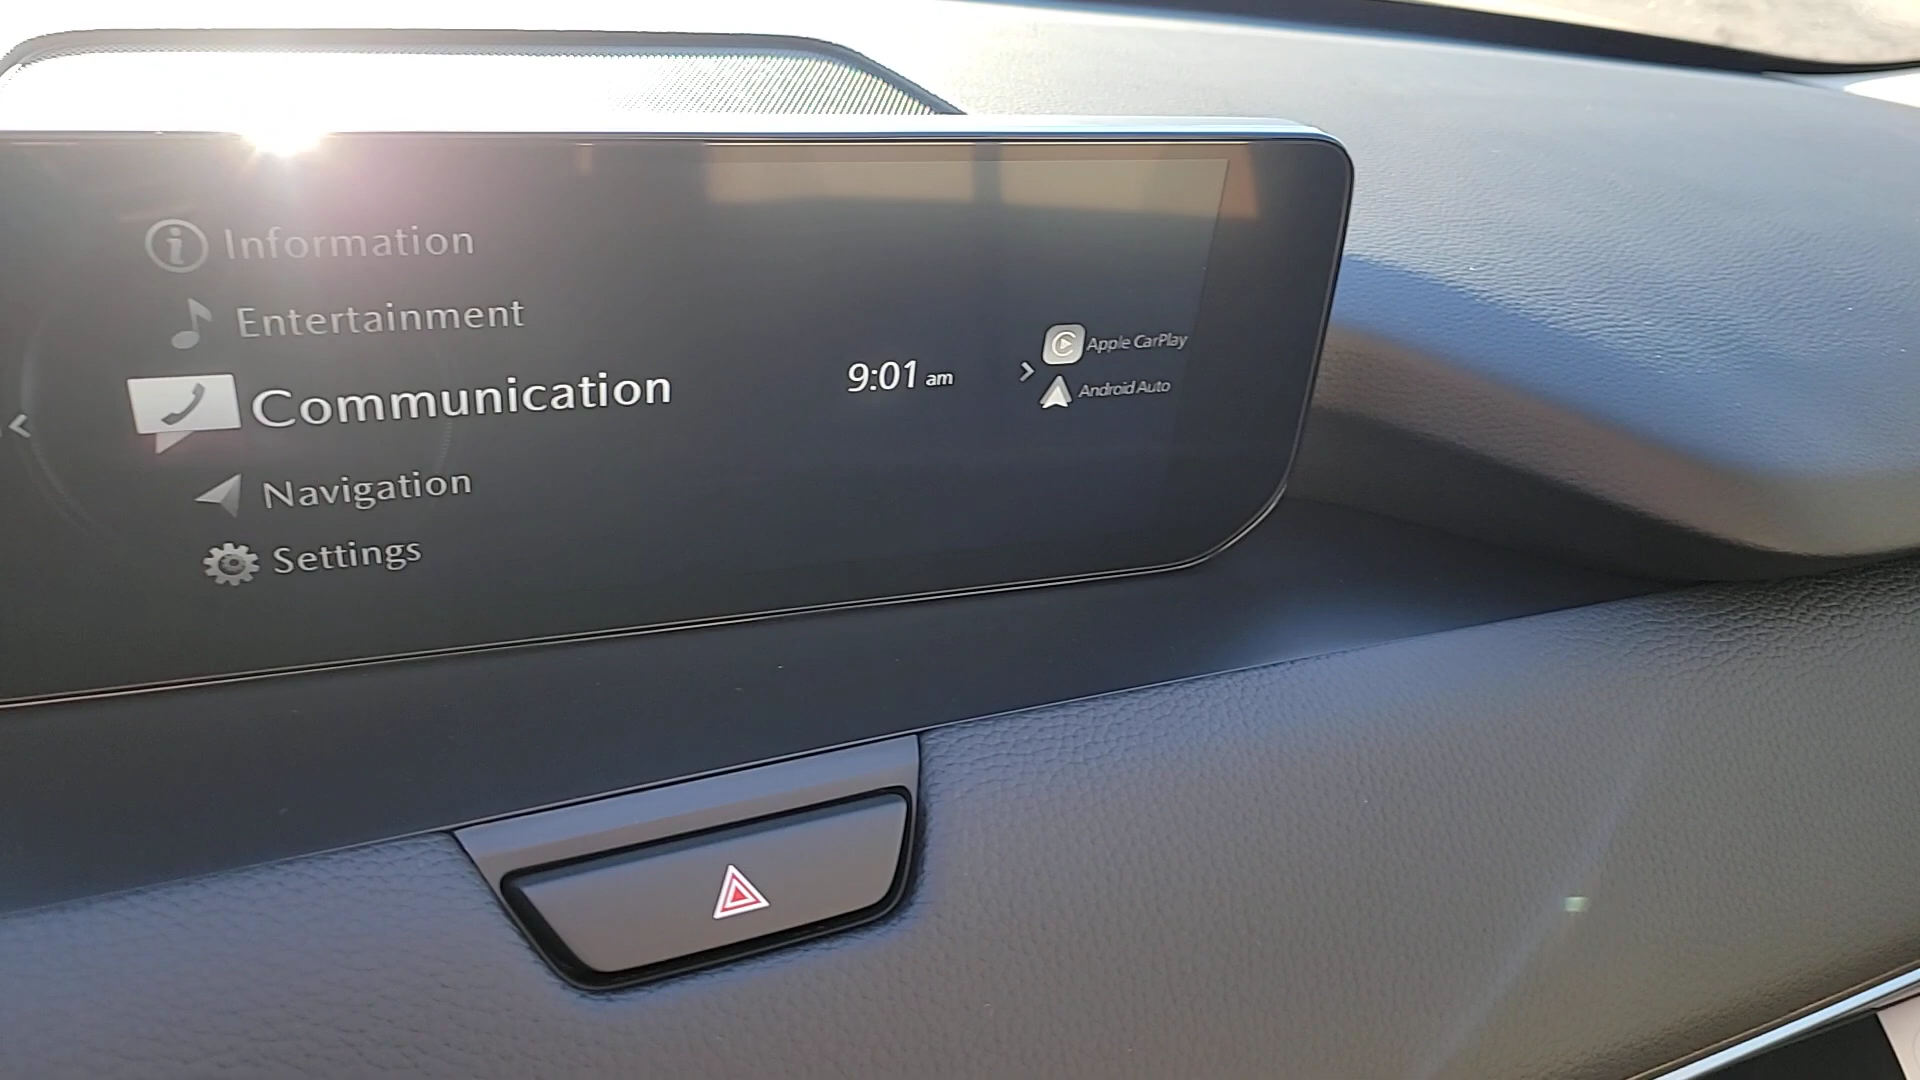 Information
Entertainment
Communication
Navigation
Settings
9:01 am
Apple CarPlay
Android Auto